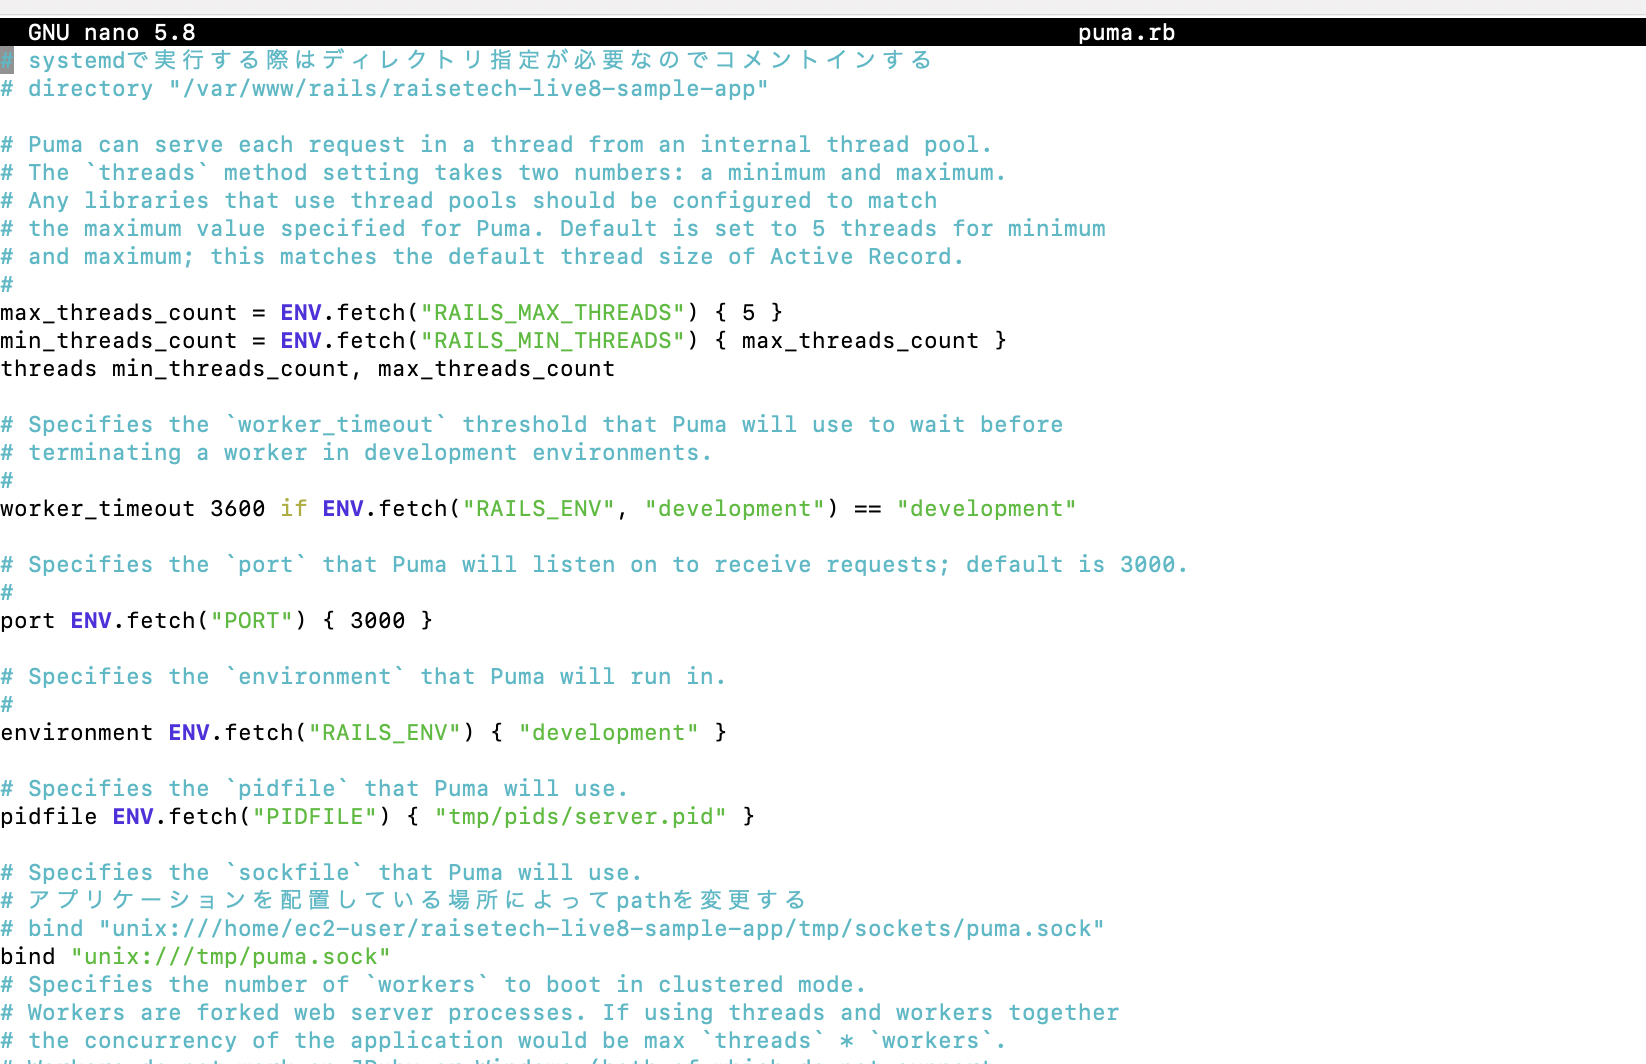 GNU nano 5.8 puma.rb
# systemdで実行する際はディレクトリ指定が必要なのでコメントインする
# directory "/var/www/rails/raisetech-live8-sample-app"
# Puma can serve each request in a thread from an internal thread pool.
# The `threads` method setting takes two numbers: a minimum and maximum.
# Any libraries that use thread pools should be configured to match
# the maximum value specified for Puma. Default is set to 5 threads for minimum
# and maximum; this matches the default thread size of Active Record.
#
max_threads_count = ENV.fetch("RAILS_MAX_THREADS") { 5 }
min_threads_count = ENV.fetch("RAILS_MIN_THREADS") { max_threads_count }
threads min_threads_count, max_threads_count
# Specifies the `worker_timeout` threshold that Puma will use to wait before
# terminating a worker in development environments.
#
worker_timeout 3600 if ENV.fetch("RAILS_ENV", "development") == "development"
# Specifies the `port` that Puma will listen on to receive requests; default is 3000.
#
port ENV.fetch("PORT") { 3000 }
# Specifies the `environment` that Puma will run in.
#
environment ENV.fetch("RAILS_ENV") { "development" }
# Specifies the `pidfile` that Puma will use.
pidfile ENV.fetch("PIDFILE") { "tmp/pids/server.pid" }
# Specifies the `sockfile` that Puma will use.
# アプリケーションを配置している場所によってpathを変更する
# bind "unix:///home/ec2-user/raisetech-live8-sample-app/tmp/sockets/puma.sock"
bind "unix:///tmp/puma.sock"
# Specifies the number of `workers` to boot in clustered mode.
# Workers are forked web server processes. If using threads and workers together
# the concurrency of the application would be max `threads` * `workers`.
# Workers do not work on JRuby or Windows (both of which do not support